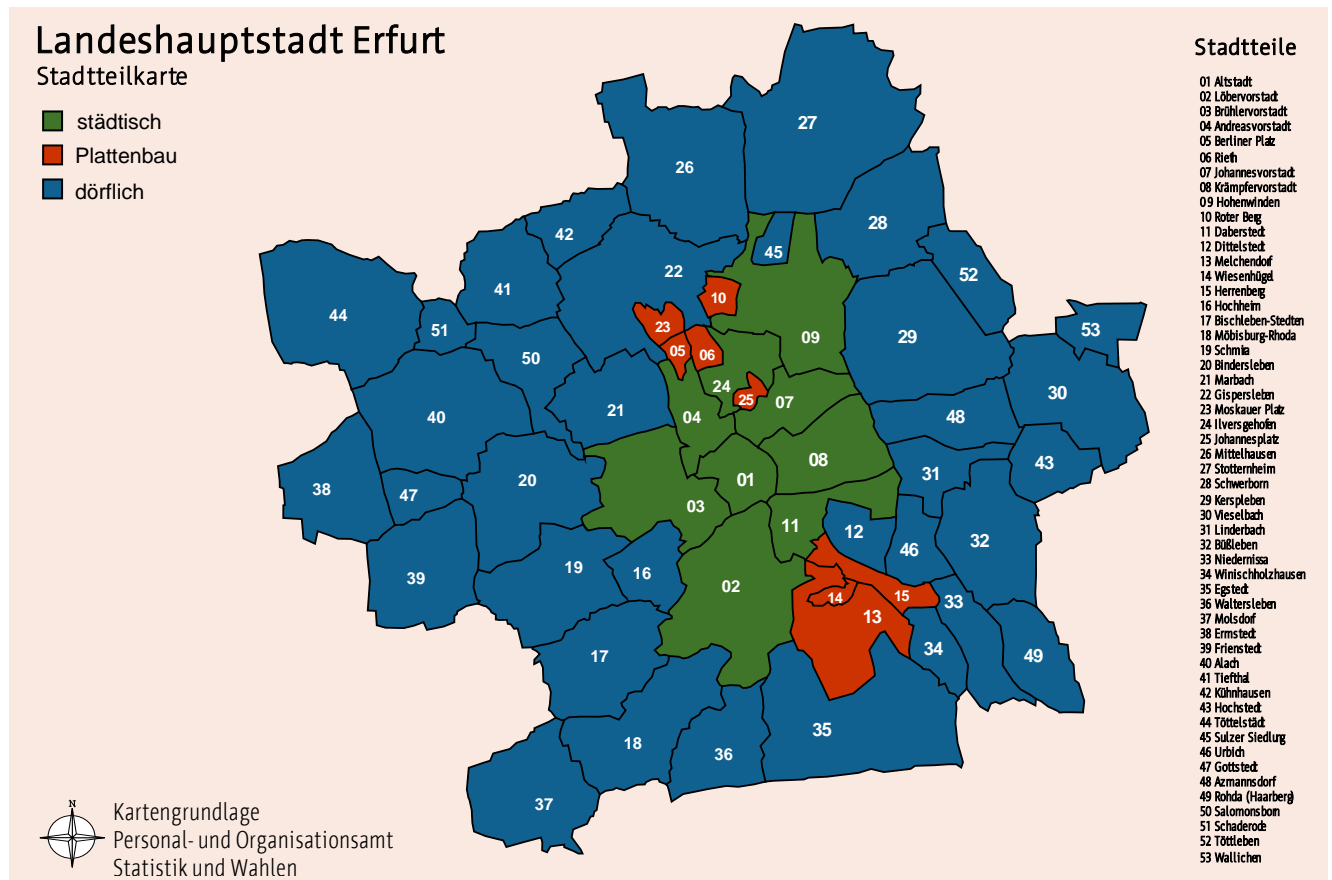 Landeshauptstadt Erfurt
Stadtteilkarte
städtisch
Plattenbau
dörflich
Stadtteile
01 Altstadt
02 Löbervorstadt
03 Brühlervorstadt
04 Andreasvorstadt
05 Berliner Platz
06 Rieth
07 Johannesvorstadt
08 Krämpfervorstadt
09 Hohenwinden
10 Roter Berg
11 Daberstedt
12 Dittelstedt
13 Melchendorf
14 Wiesenhügel
15 Herrenberg
16 Hochheim
17 Bischleben-Stedten
18 Möbisburg-Rhoda
19 Schmira
20 Bindersleben
21 Marbach
22 Gispersleben
23 Moskauer Platz
24 Ilversgehofen
25 Johannesplatz
26 Mittelhausen
27 Stotternheim
28 Schwerborn
29 Kerspleben
30 Vieselbach
31 Linderbach
32 Büßleben
33 Niedernissa
34 Winischholzhausen
35 Egstedt
36 Waltersleben
37 Molsdorf
38 Ermstedt
39 Frienstedt
40 Alach
41 Tiefthal
42 Kühnhausen
43 Hochstedt
44 Töttelstädt
45 Sulzer Siedlung
46 Urbich
47 Gottstedt
48 Azmannsdorf
49 Rohda (Haarberg)
50 Salomonsborn
51 Schaderode
52 Töttleben
53 Wallichen
27
26
28
42
45
22
52
41
10
44
23
51
53
09
29
05
06
50
24
30
25
07
21
48
04
40
08
43
31
01
20
38
47
03
11
12
32
46
19
16
39
02
14
15
33
13
34
17
49
35
18
36
37
N
Kartengrundlage
Personal- und Organisationsamt
Statistik und Wahlen